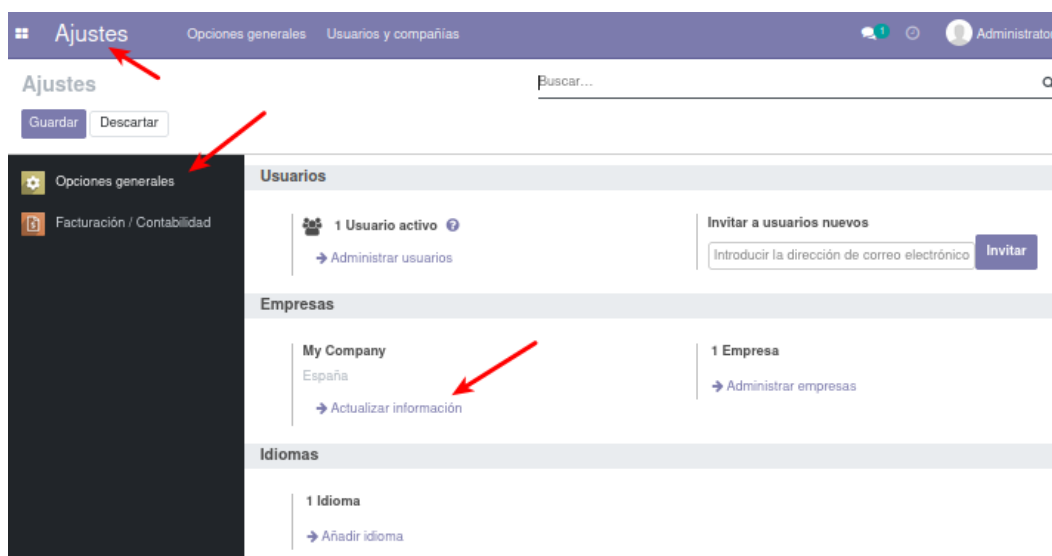 Ajustes Opciones generales Usuarios y compañías 1 Administrator
Ajustes
Buscar...
Guardar Descartar
Opciones generales
Facturación / Contabilidad
Usuarios
1 Usuario activo
Administrar usuarios
Invitar a usuarios nuevos
Introducir la dirección de correo electrónico Invitar
Empresas
My Company
España
Actualizar información
1 Empresa
Administrar empresas
Idiomas
1 Idioma
Añadir idioma